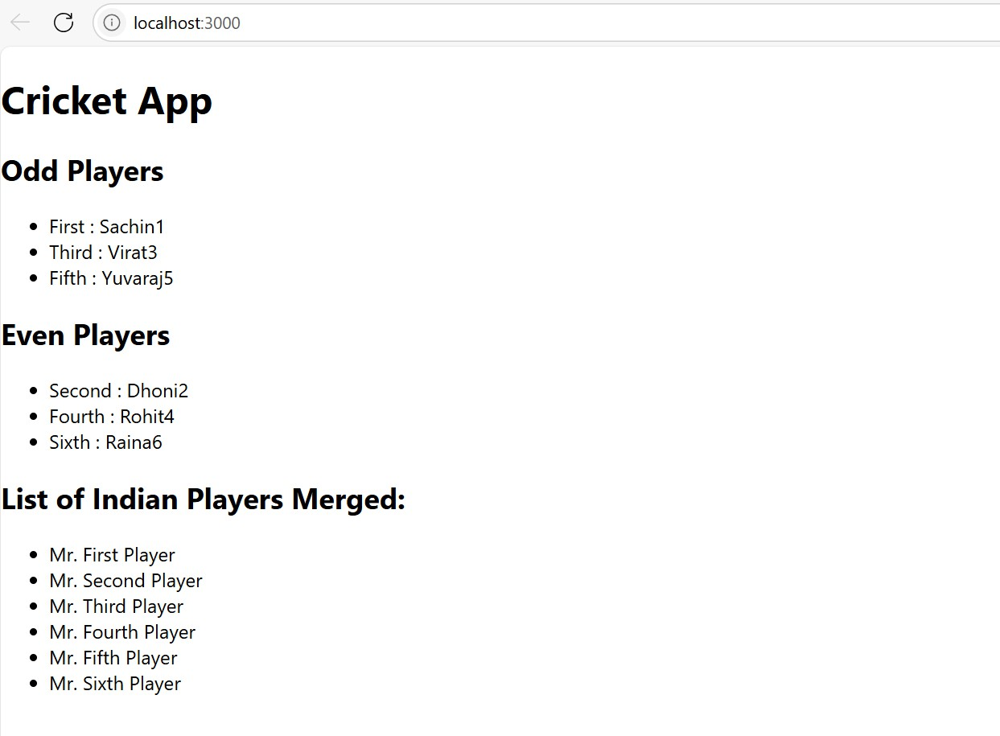 localhost:3000
Cricket App
Odd Players
First : Sachin1
Third : Virat3
Fifth : Yuvaraj5
Even Players
Second : Dhoni2
Fourth : Rohit4
Sixth : Raina6
List of Indian Players Merged:
Mr. First Player
Mr. Second Player
Mr. Third Player
Mr. Fourth Player
Mr. Fifth Player
Mr. Sixth Player